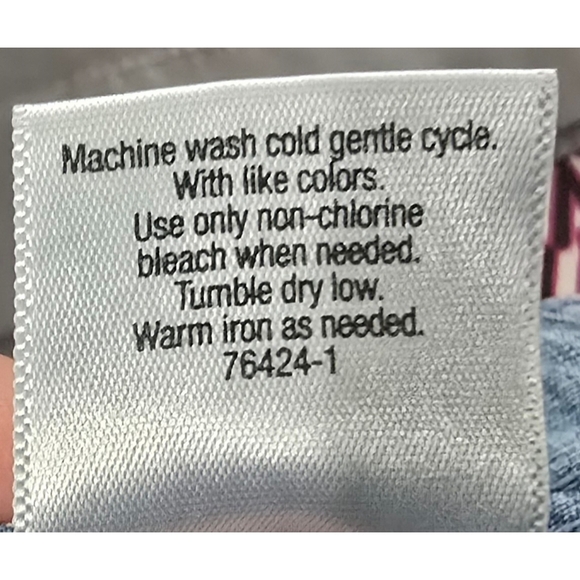 Machine wash cold gentle cycle.
With like colors.
Use only non-chlorine
bleach when needed.
Tumble dry low.
Warm iron as needed.
76424-1